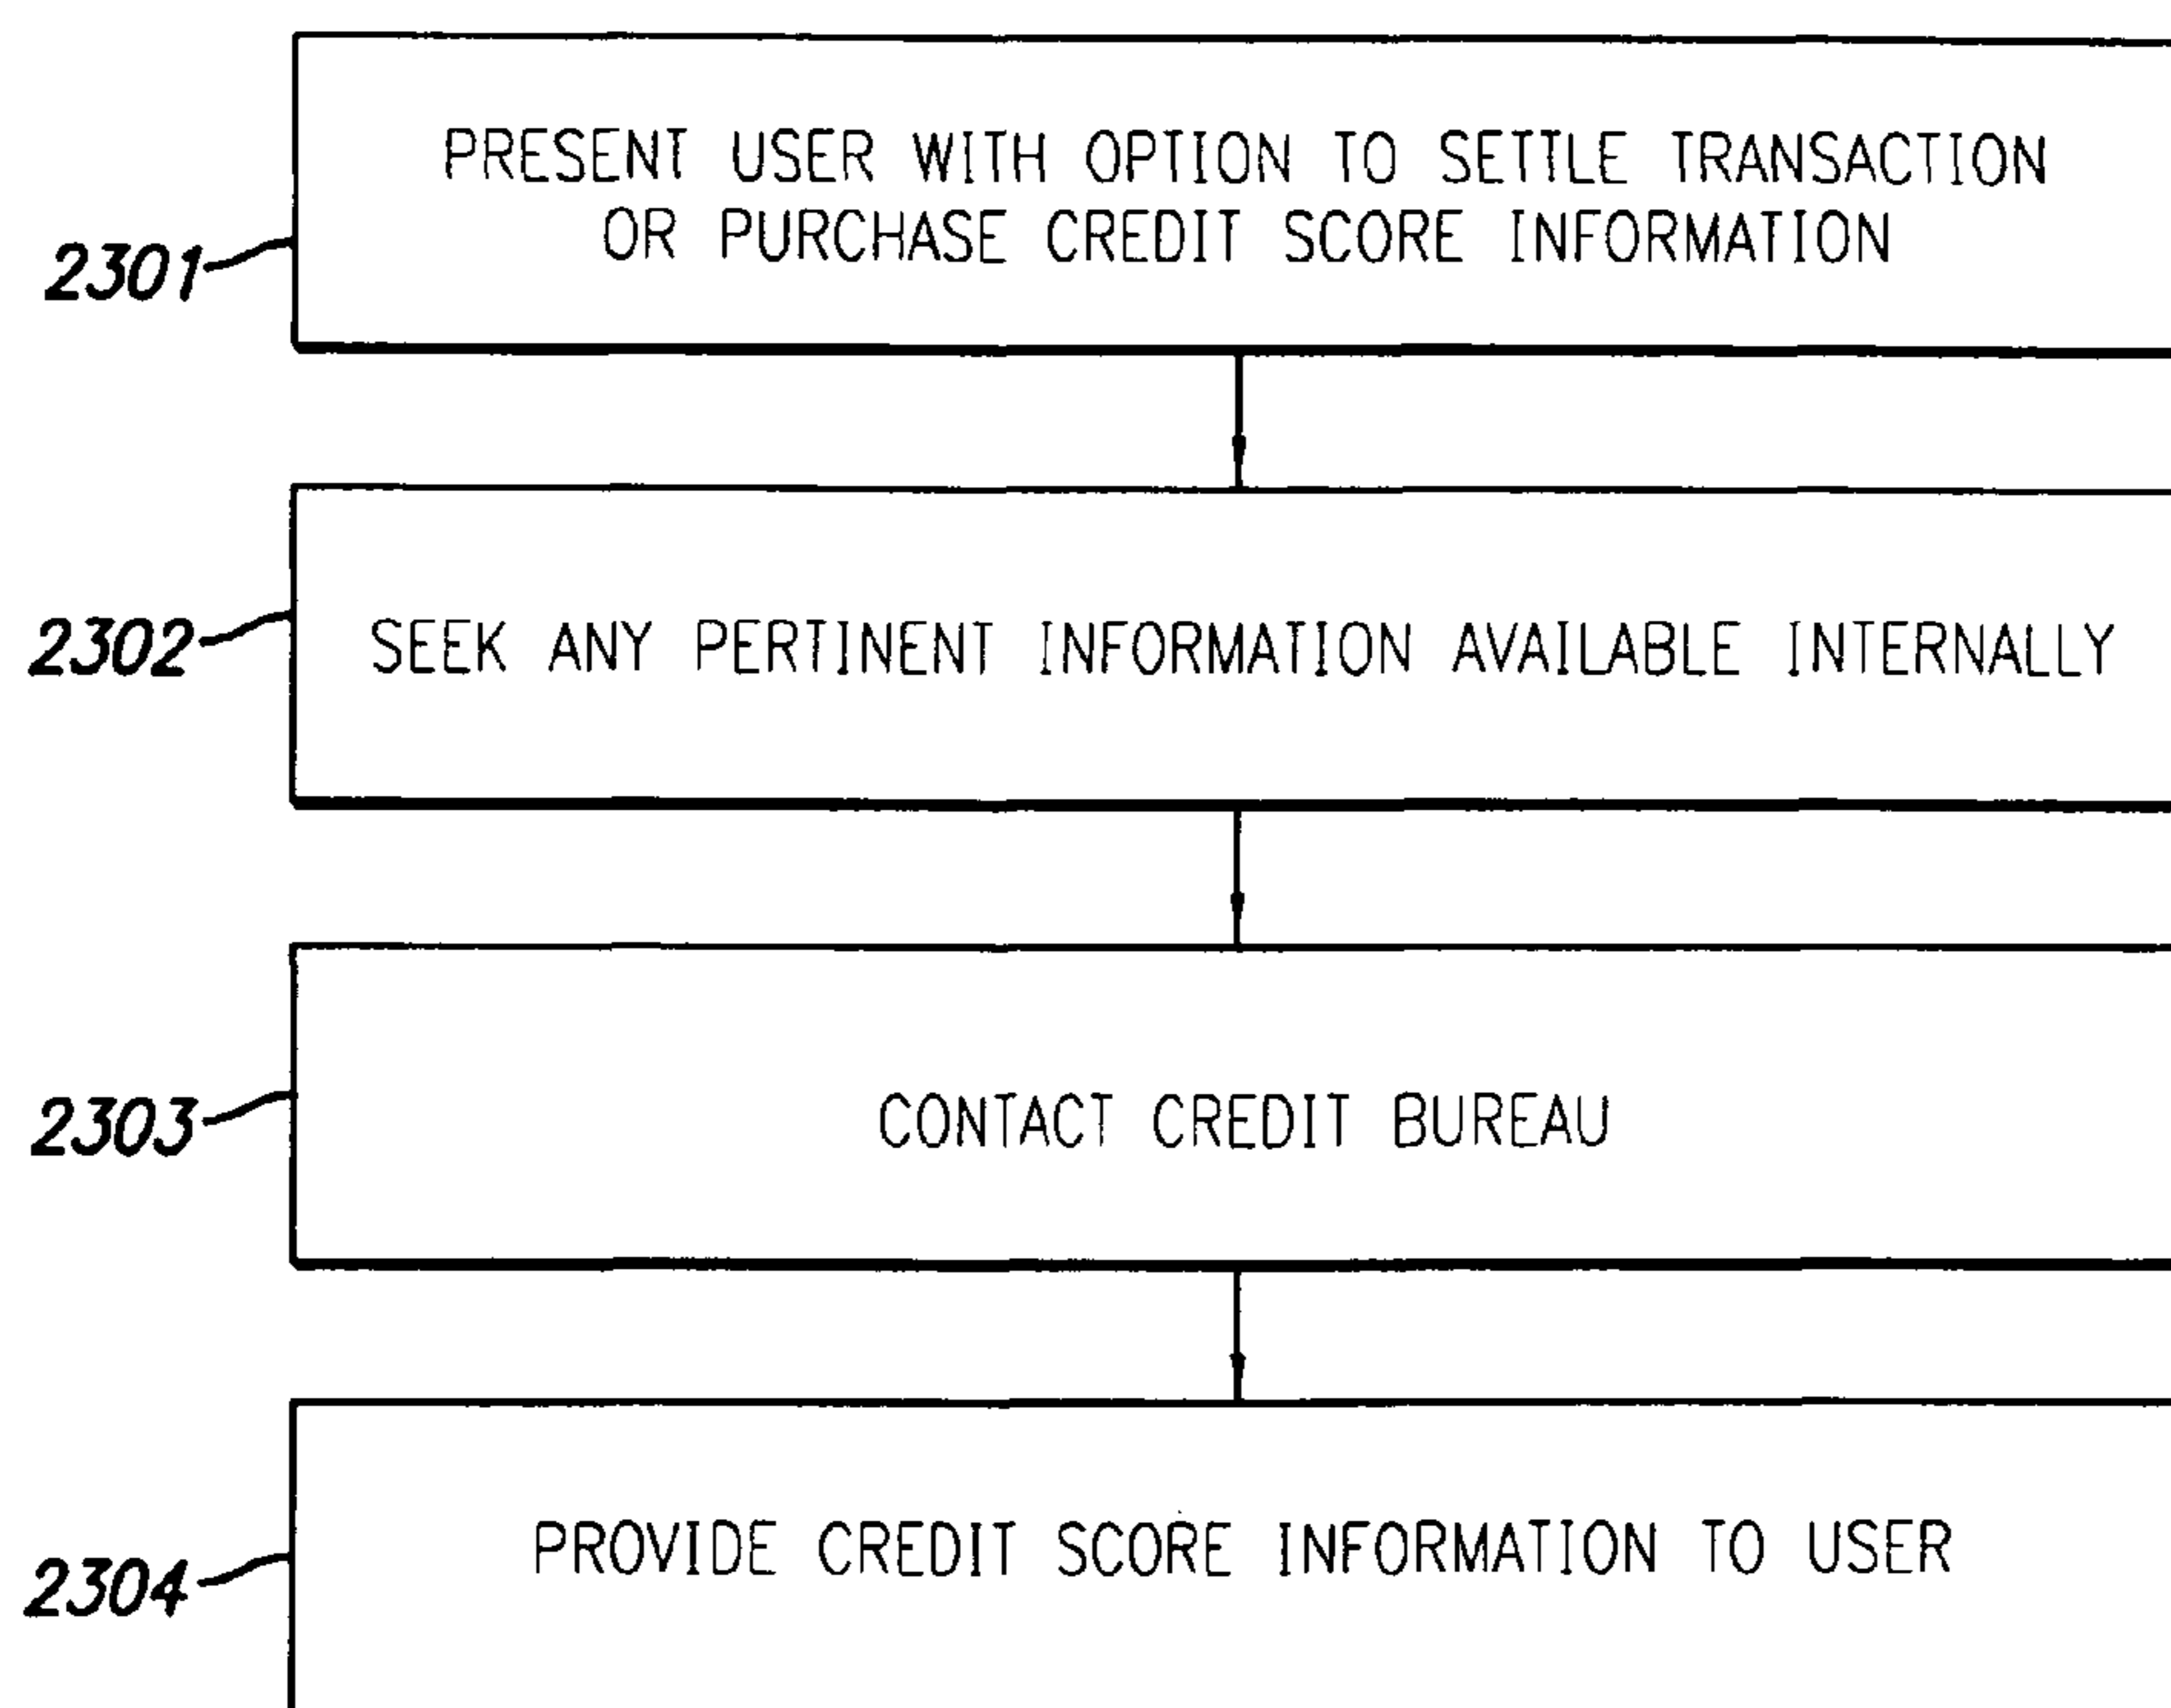 PRESENT USER WITH OPTION TO SETTLE TRANSACTION
OR PURCHASE CREDIT SCORE INFORMATION
2301
SEEK ANY PERTINENT INFORMATION AVAILABLE INTERNALLY
2302
CONTACT CREDIT BUREAU
2303
PROVIDE CREDIT SCORE INFORMATION TO USER
2304